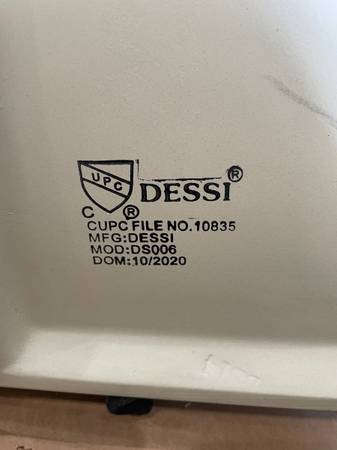 UPC
DESSI®
C ®
CUPC FILE NO.10835
MFG:DESSI
MOD:DS006
DOM:10/2020